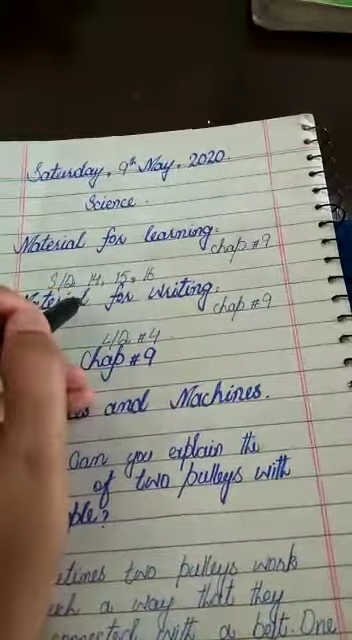 Saturday, 9th May, 2020.
Science.
Material for learning:
chap #9
S/Q 14, 15, 16
for writing:
chap #9
L/Q #4
Chap #9
and Machines.
Can you explain the
of two pulleys with
two pulleys work
a way that they
with a belt. One